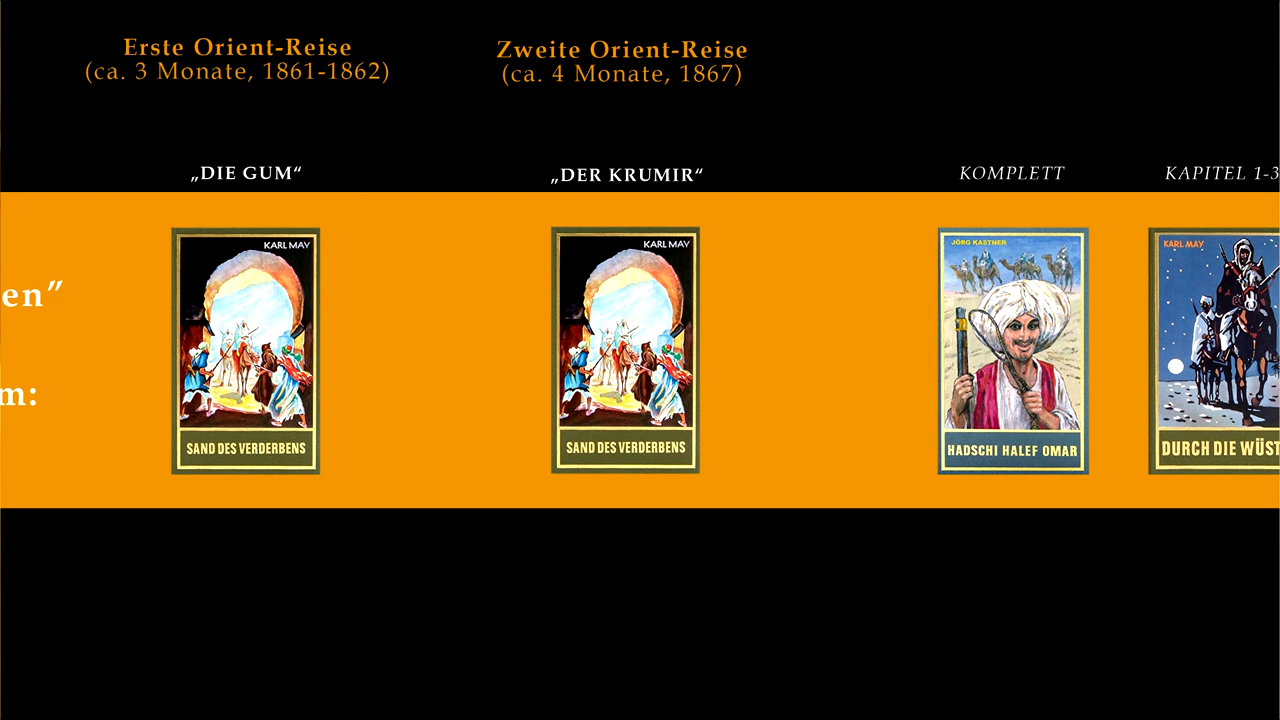 Erste Orient-Reise
(ca. 3 Monate, 1861-1862)
Zweite Orient-Reise
(ca. 4 Monate, 1867)
„DIE GUM“
„DER KRUMIR“
KOMPLETT
KAPITEL 1-3
en”
m:
KARL MAY
SAND DES VERDERBENS
KARL MAY
SAND DES VERDERBENS
JÖRG KASTNER
HADSCHI HALEF OMAR
KARL MAY
DURCH DIE WÜST